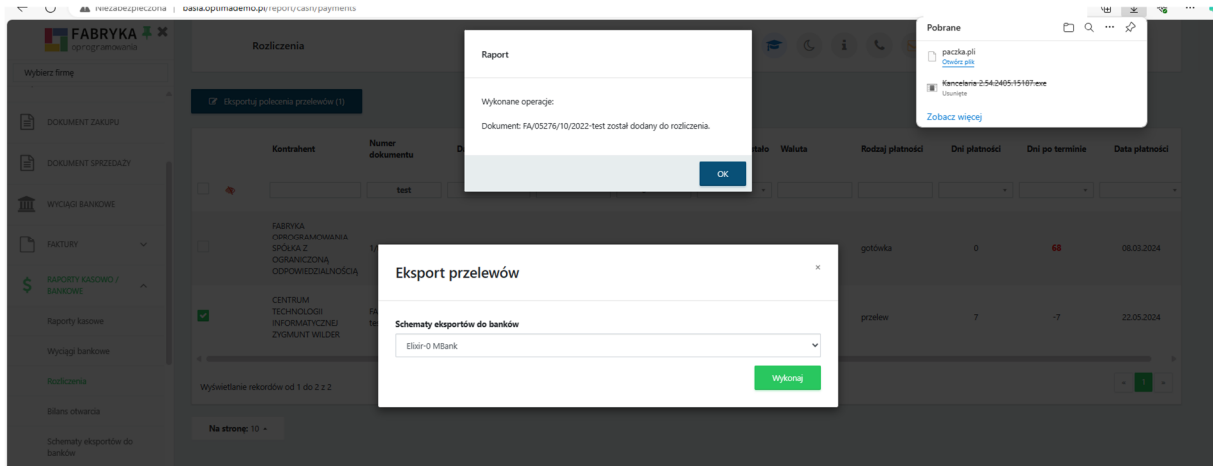 Niezabezpieczona | basia.optimademo.pl/report/cash/payments
FABRYKA
oprogramowania
Wybierz firmę
DOKUMENT ZAKUPU
DOKUMENT SPRZEDAŻY
WYCIĄGI BANKOWE
FAKTURY
RAPORTY KASOWO /
BANKOWE
Raporty kasowe
Wyciągi bankowe
Rozliczenia
Bilans otwarcia
Schematy eksportów do
banków
Rozliczenia
Eksportuj polecenia przelewów (1)
Kontrahent
Numer
dokumentu
Waluta
Rodzaj płatności
Dni płatności
Dni po terminie
Data płatności
test
FABRYKA
OPROGRAMOWANIA
SPÓŁKA Z
OGRANICZONĄ
ODPOWIEDZIALNOŚCIĄ
gotówka
0
68
08.03.2024
CENTRUM
TECHNOLOGII
INFORMATYCZNEJ
ZYGMUNT WILDER
przelew
7
-7
22.05.2024
Wyświetlanie rekordów od 1 do 2 z 2
« 1 »
Na stronę: 10
Raport
Wykonane operacje:
Dokument: FA/05276/10/2022-test został dodany do rozliczenia.
OK
Eksport przelewów
×
Schematy eksportów do banków
Elixir-0 MBank
Wykonaj
Pobrane
paczka.pli
Otwórz plik
Kancelaria 2.54.2405.15187.exe
Usunięte
Zobacz więcej